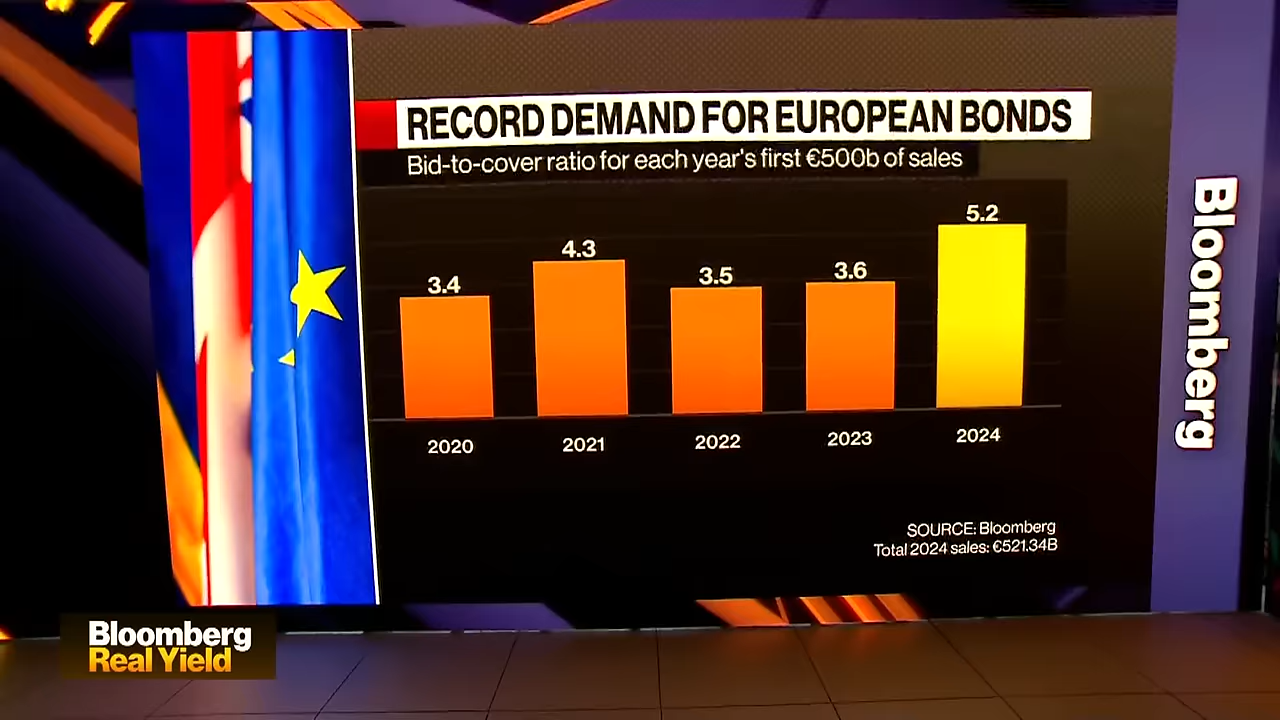 RECORD DEMAND FOR EUROPEAN BONDS
Bid-to-cover ratio for each year's first €500b of sales
3.4
4.3
3.5
3.6
5.2
2020
2021
2022
2023
2024
SOURCE: Bloomberg
Total 2024 sales: €521.34B
Bloomberg
Bloomberg
Real Yield